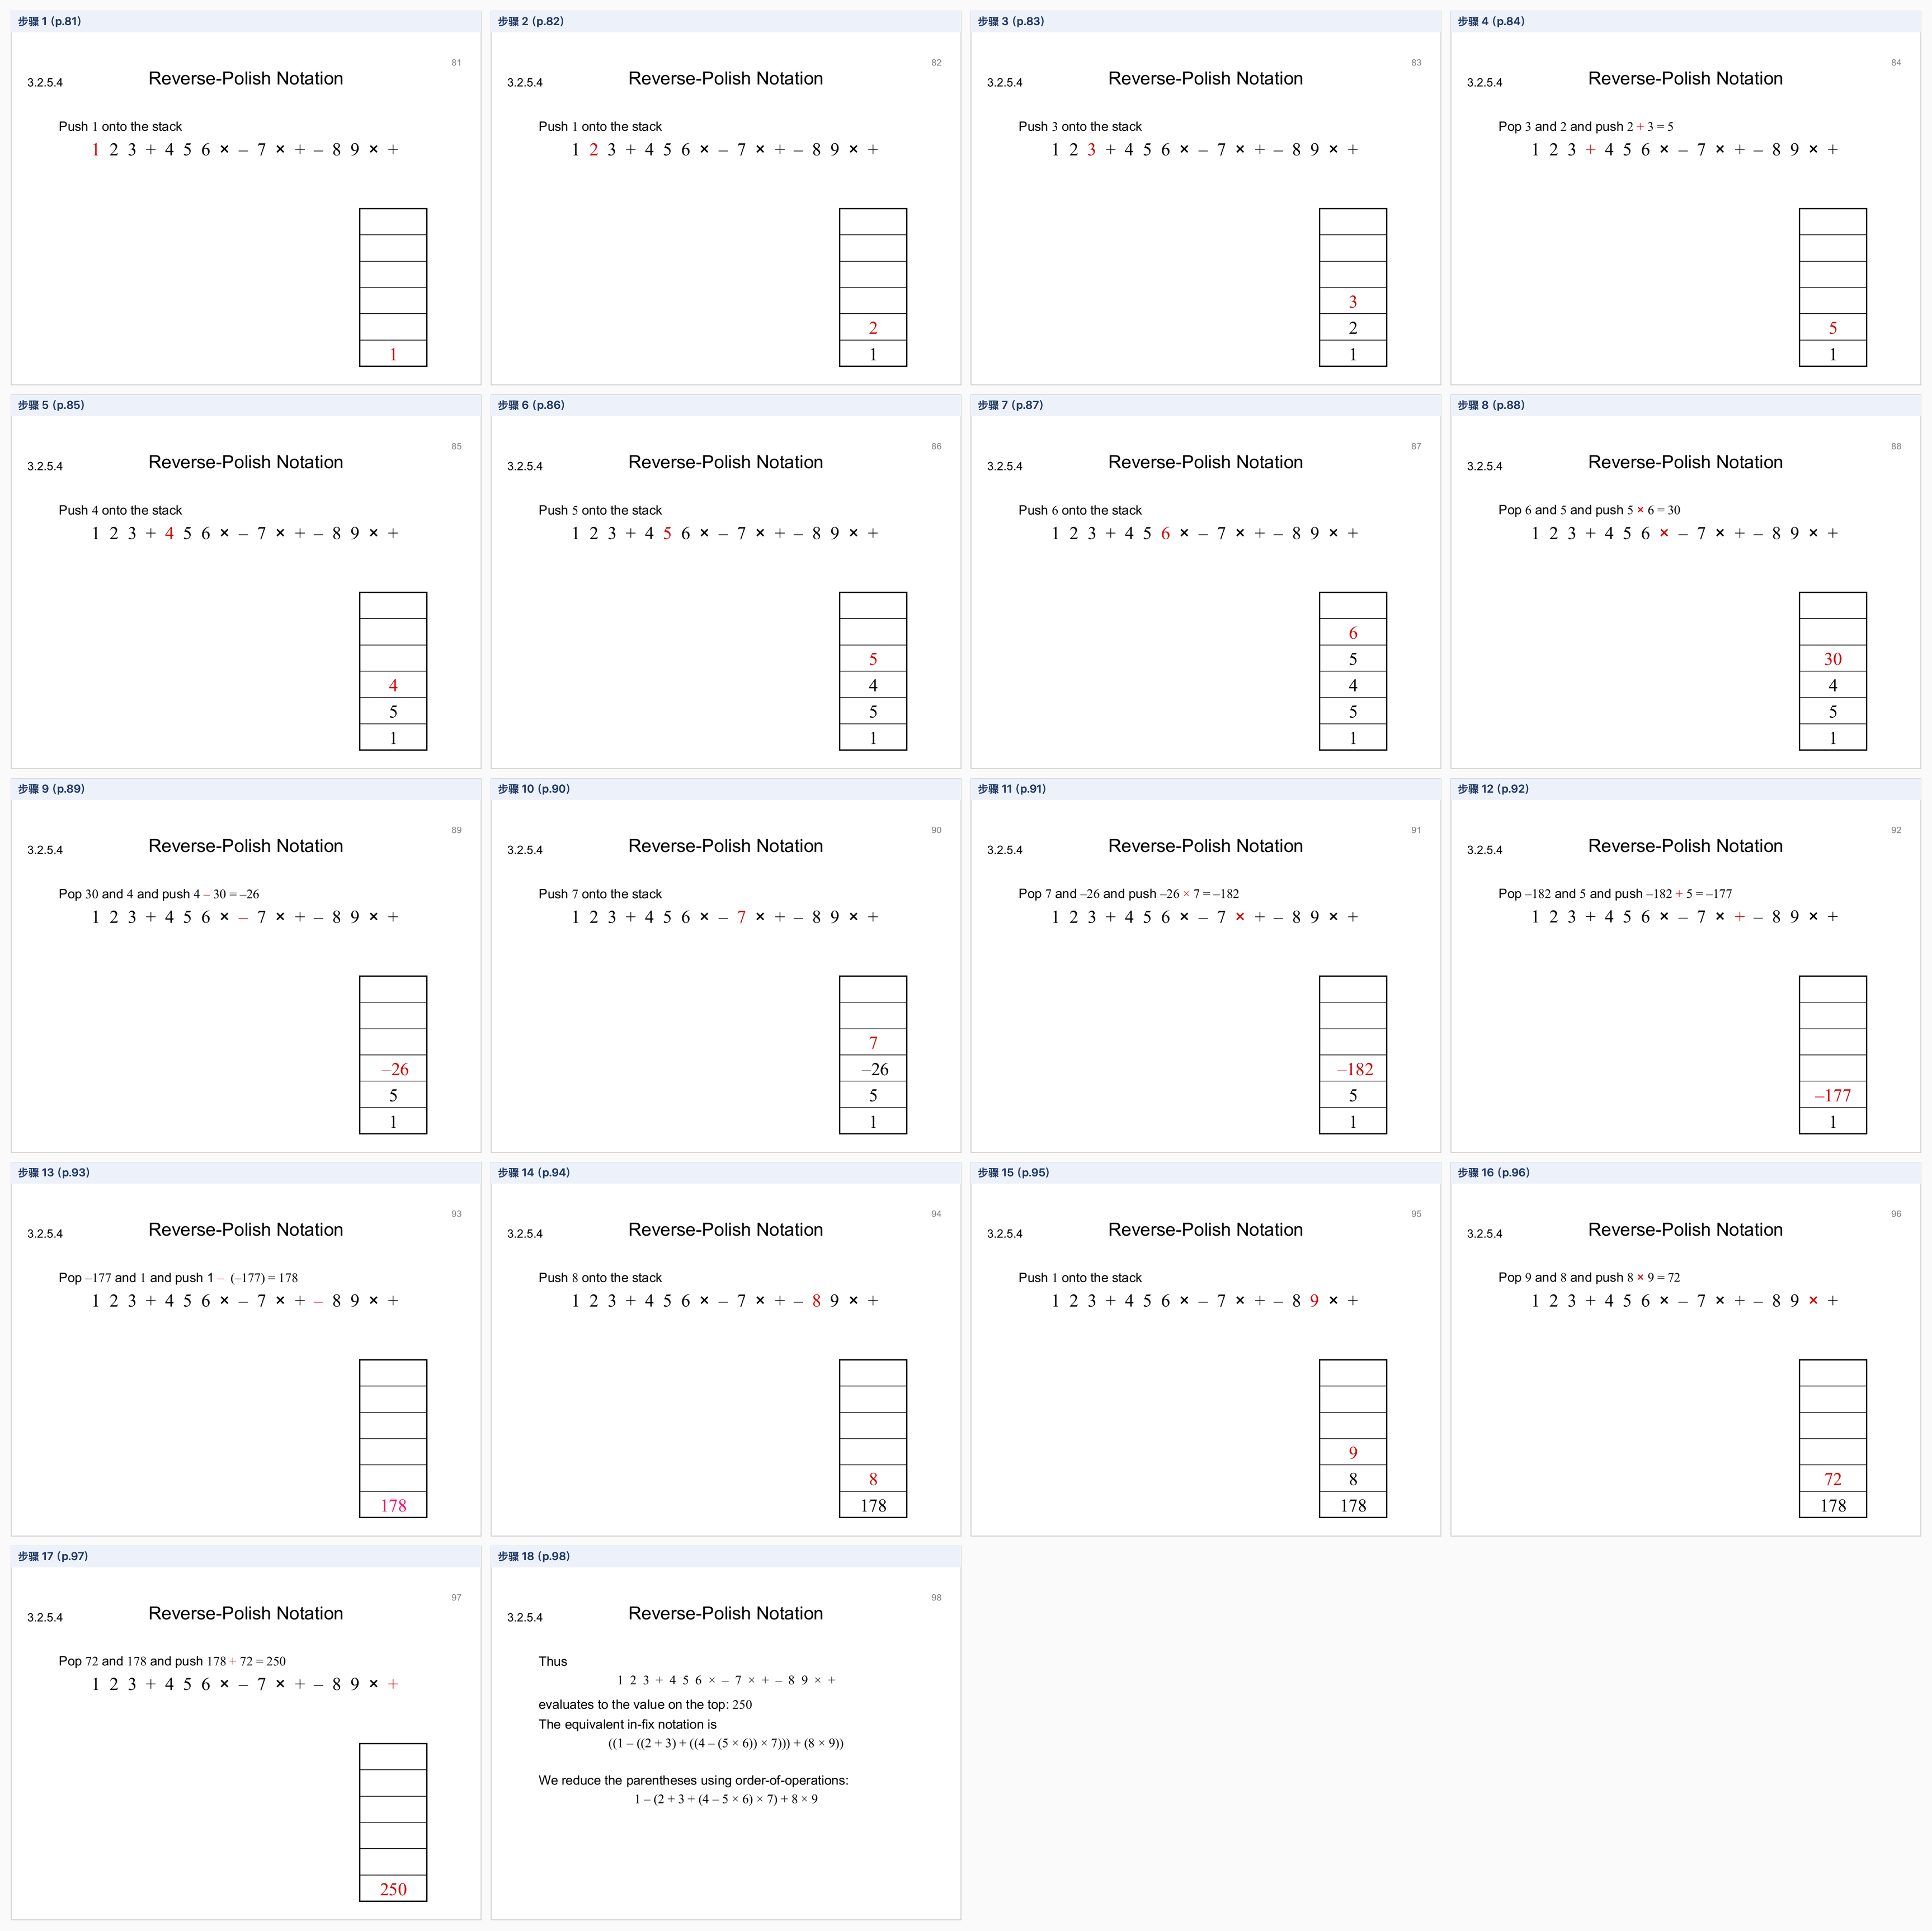 步骤 1 (p.81)
81
3.2.5.4
Reverse-Polish Notation
Push 1 onto the stack
1 2 3 + 4 5 6 × – 7 × + – 8 9 × +
1
步骤 2 (p.82)
82
3.2.5.4
Reverse-Polish Notation
Push 1 onto the stack
1 2 3 + 4 5 6 × – 7 × + – 8 9 × +
2
1
步骤 3 (p.83)
83
3.2.5.4
Reverse-Polish Notation
Push 3 onto the stack
1 2 3 + 4 5 6 × – 7 × + – 8 9 × +
3
2
1
步骤 4 (p.84)
84
3.2.5.4
Reverse-Polish Notation
Pop 3 and 2 and push 2 + 3 = 5
1 2 3 + 4 5 6 × – 7 × + – 8 9 × +
5
1
步骤 5 (p.85)
85
3.2.5.4
Reverse-Polish Notation
Push 4 onto the stack
1 2 3 + 4 5 6 × – 7 × + – 8 9 × +
4
5
1
步骤 6 (p.86)
86
3.2.5.4
Reverse-Polish Notation
Push 5 onto the stack
1 2 3 + 4 5 6 × – 7 × + – 8 9 × +
5
4
5
1
步骤 7 (p.87)
87
3.2.5.4
Reverse-Polish Notation
Push 6 onto the stack
1 2 3 + 4 5 6 × – 7 × + – 8 9 × +
6
5
4
5
1
步骤 8 (p.88)
88
3.2.5.4
Reverse-Polish Notation
Pop 6 and 5 and push 5 × 6 = 30
1 2 3 + 4 5 6 × – 7 × + – 8 9 × +
30
4
5
1
步骤 9 (p.89)
89
3.2.5.4
Reverse-Polish Notation
Pop 30 and 4 and push 4 – 30 = –26
1 2 3 + 4 5 6 × – 7 × + – 8 9 × +
–26
5
1
步骤 10 (p.90)
90
3.2.5.4
Reverse-Polish Notation
Push 7 onto the stack
1 2 3 + 4 5 6 × – 7 × + – 8 9 × +
7
–26
5
1
步骤 11 (p.91)
91
3.2.5.4
Reverse-Polish Notation
Pop 7 and –26 and push –26 × 7 = –182
1 2 3 + 4 5 6 × – 7 × + – 8 9 × +
–182
5
1
步骤 12 (p.92)
92
3.2.5.4
Reverse-Polish Notation
Pop –182 and 5 and push –182 + 5 = –177
1 2 3 + 4 5 6 × – 7 × + – 8 9 × +
–177
1
步骤 13 (p.93)
93
3.2.5.4
Reverse-Polish Notation
Pop –177 and 1 and push 1 – (–177) = 178
1 2 3 + 4 5 6 × – 7 × + – 8 9 × +
178
步骤 14 (p.94)
94
3.2.5.4
Reverse-Polish Notation
Push 8 onto the stack
1 2 3 + 4 5 6 × – 7 × + – 8 9 × +
8
178
步骤 15 (p.95)
95
3.2.5.4
Reverse-Polish Notation
Push 1 onto the stack
1 2 3 + 4 5 6 × – 7 × + – 8 9 × +
9
8
178
步骤 16 (p.96)
96
3.2.5.4
Reverse-Polish Notation
Pop 9 and 8 and push 8 × 9 = 72
1 2 3 + 4 5 6 × – 7 × + – 8 9 × +
72
178
步骤 17 (p.97)
97
3.2.5.4
Reverse-Polish Notation
Pop 72 and 178 and push 178 + 72 = 250
1 2 3 + 4 5 6 × – 7 × + – 8 9 × +
250
步骤 18 (p.98)
98
3.2.5.4
Reverse-Polish Notation
Thus
1 2 3 + 4 5 6 × – 7 × + – 8 9 × +
evaluates to the value on the top: 250
The equivalent in-fix notation is
((1 – ((2 + 3) + ((4 – (5 × 6)) × 7))) + (8 × 9))
We reduce the parentheses using order-of-operations:
1 – (2 + 3 + (4 – 5 × 6) × 7) + 8 × 9